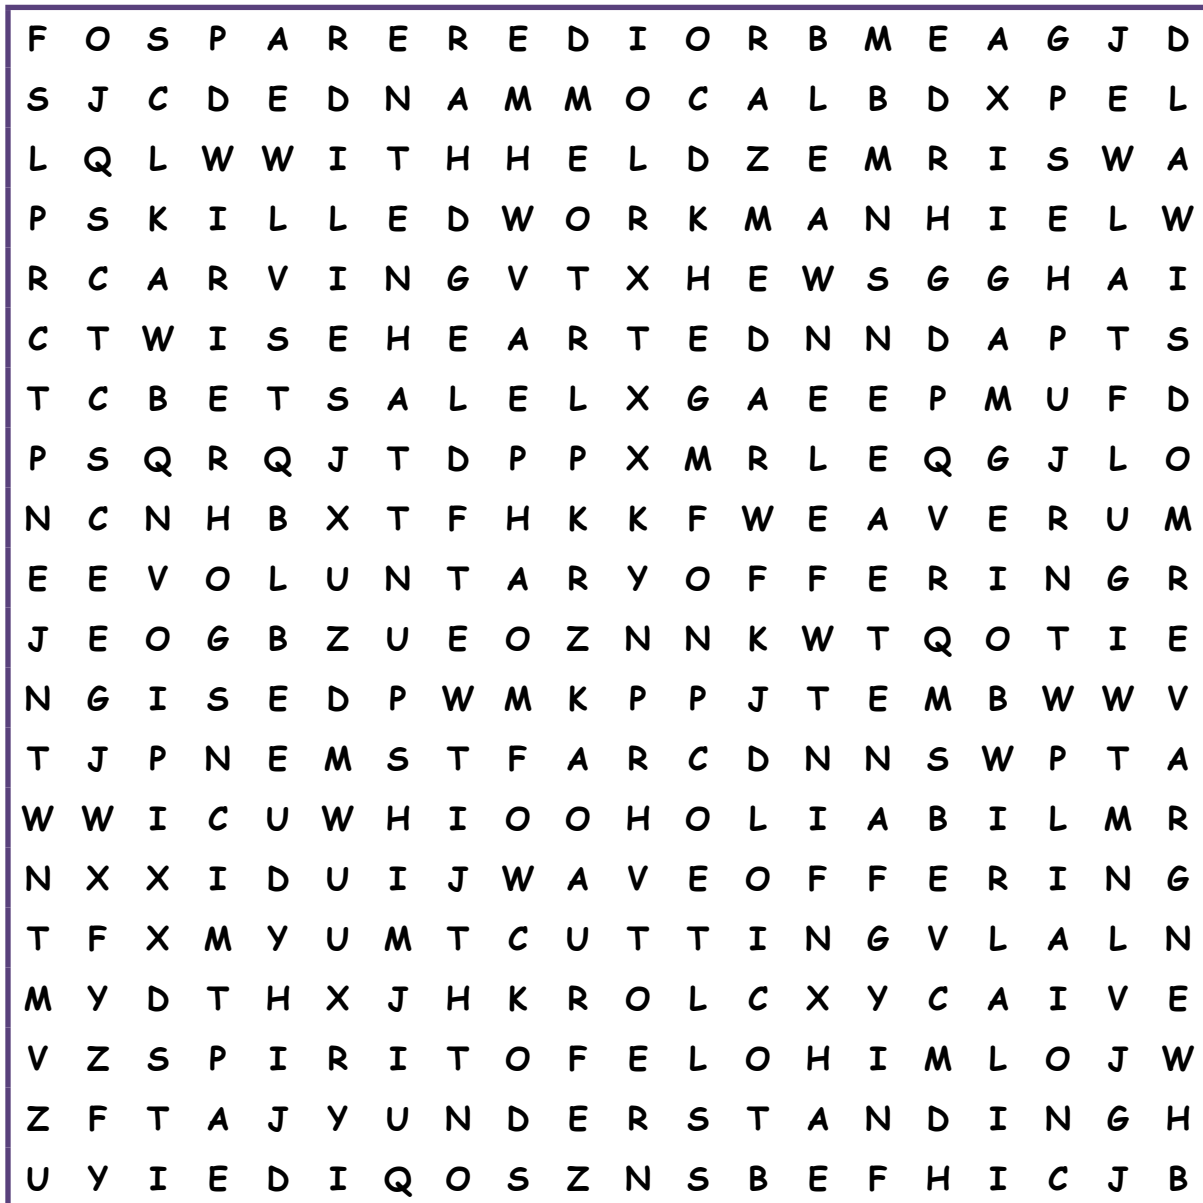 F O S P A R E R E D I O R B M E A G J D
S J C D E D N A M M O C A L B D X P E L
L Q L W W I T H H E L D Z E M R I S W A
P S K I L L E D W O R K M A N H I E L W
R C A R V I N G V T X H E W S G G H A I
C T W I S E H E A R T E D N N D A P T S
T C B E T S A L E L X G A E E P M U F D
P S Q R Q J T D P P X M R L E Q G J L O
N C N H B X T F H K K F W E A V E R U M
E E V O L U N T A R Y O F F E R I N G R
J E O G B Z U E O Z N N K W T Q O T I E
N G I S E D P W M K P P J T E M B W W V
T J P N E M S T F A R C D N N S W P T A
W W I C U W H I O O H O L I A B I L M R
N X X I D U I J W A V E O F F E R I N G
T F X M Y U M T C U T T I N G V L A L N
M Y D T H X J H K R O L C X Y C A I V E
V Z S P I R I T O F E L O H I M L O J W
Z F T A J Y U N D E R S T A N D I N G H
U Y I E D I Q O S Z N S B E F H I C J B